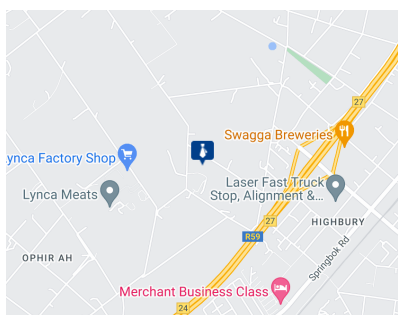 27
Swagga Breweries
ynca Factory Shop
Laser Fast Truck
Stop, Alignment &...
Lynca Meats
27
HIGHBURY
R59
Springbok Rd
OPHIR AH
Merchant Business Class
24